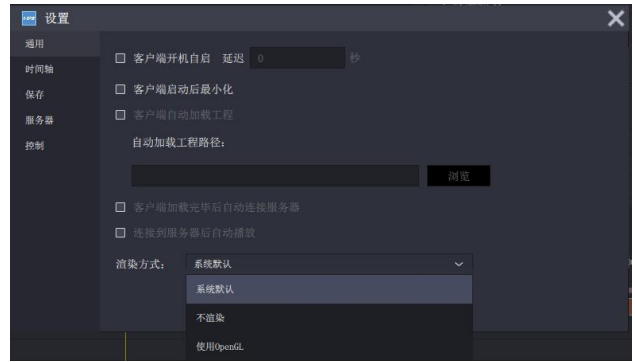 设置
通用
时间轴
保存
服务器
控制
客户端开机自启 延迟 0 秒
客户端启动后最小化
客户端自动加载工程
自动加载工程路径：
浏览
客户端加载完毕后自动连接服务器
连接到服务器后自动播放
渲染方式： 系统默认
系统默认
不渲染
使用OpenGL